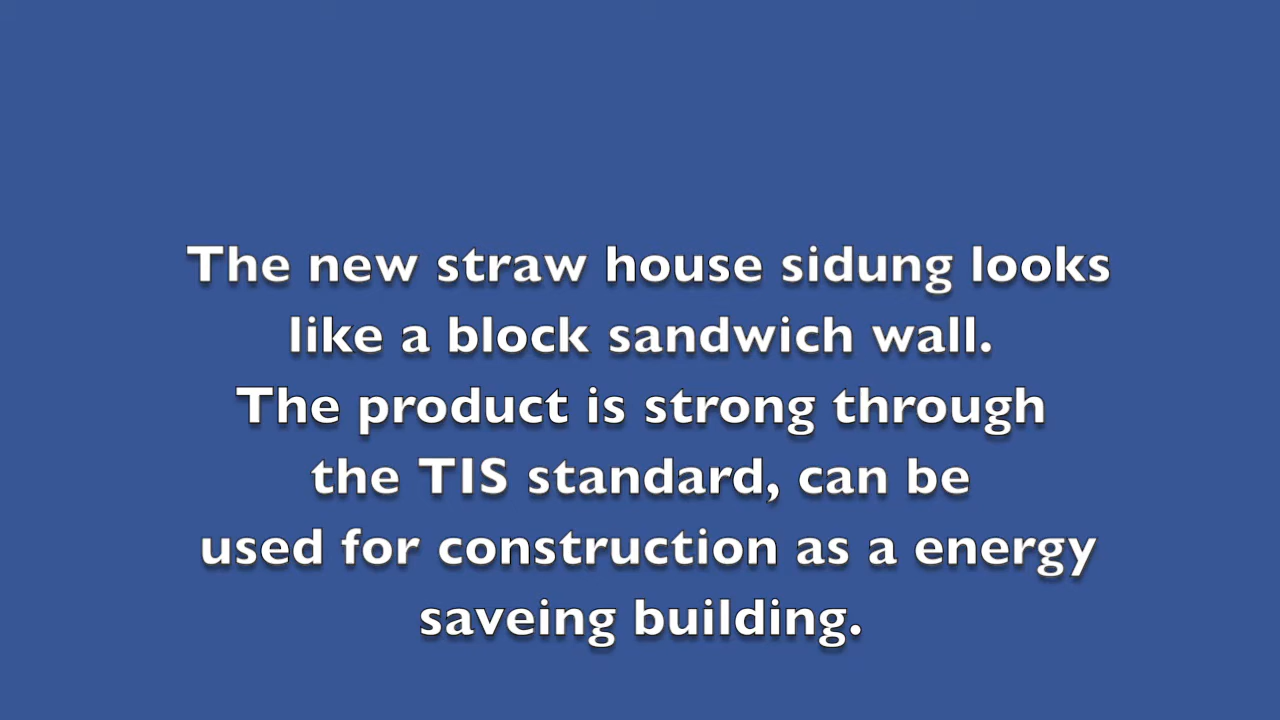 The new straw house sidung looks
like a block sandwich wall.
The product is strong through
the TIS standard, can be
used for construction as a energy
saveing building.